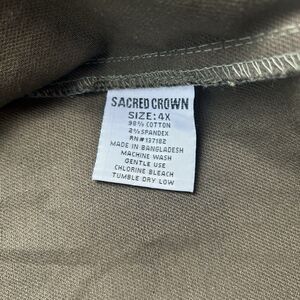 SACRED CROWN
SIZE: 4X
98% COTTON
2% SPANDEX
RN# 137182
MADE IN BANGLADESH
MACHINE WASH
GENTLE USE
CHLORINE BLEACH
TUMBLE DRY LOW